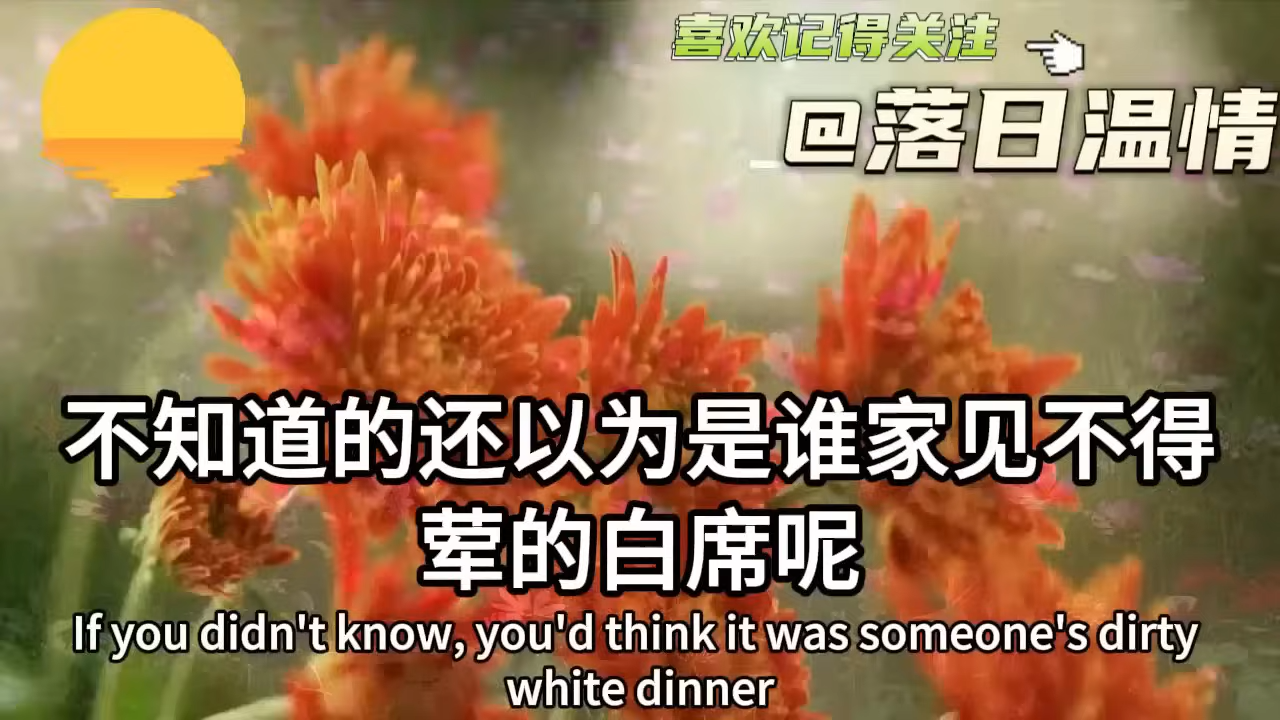 喜欢记得关注
@落日温情
不知道的还以为是谁家见不得
荤的白席呢
If you didn't know, you'd think it was someone's dirty
white dinner